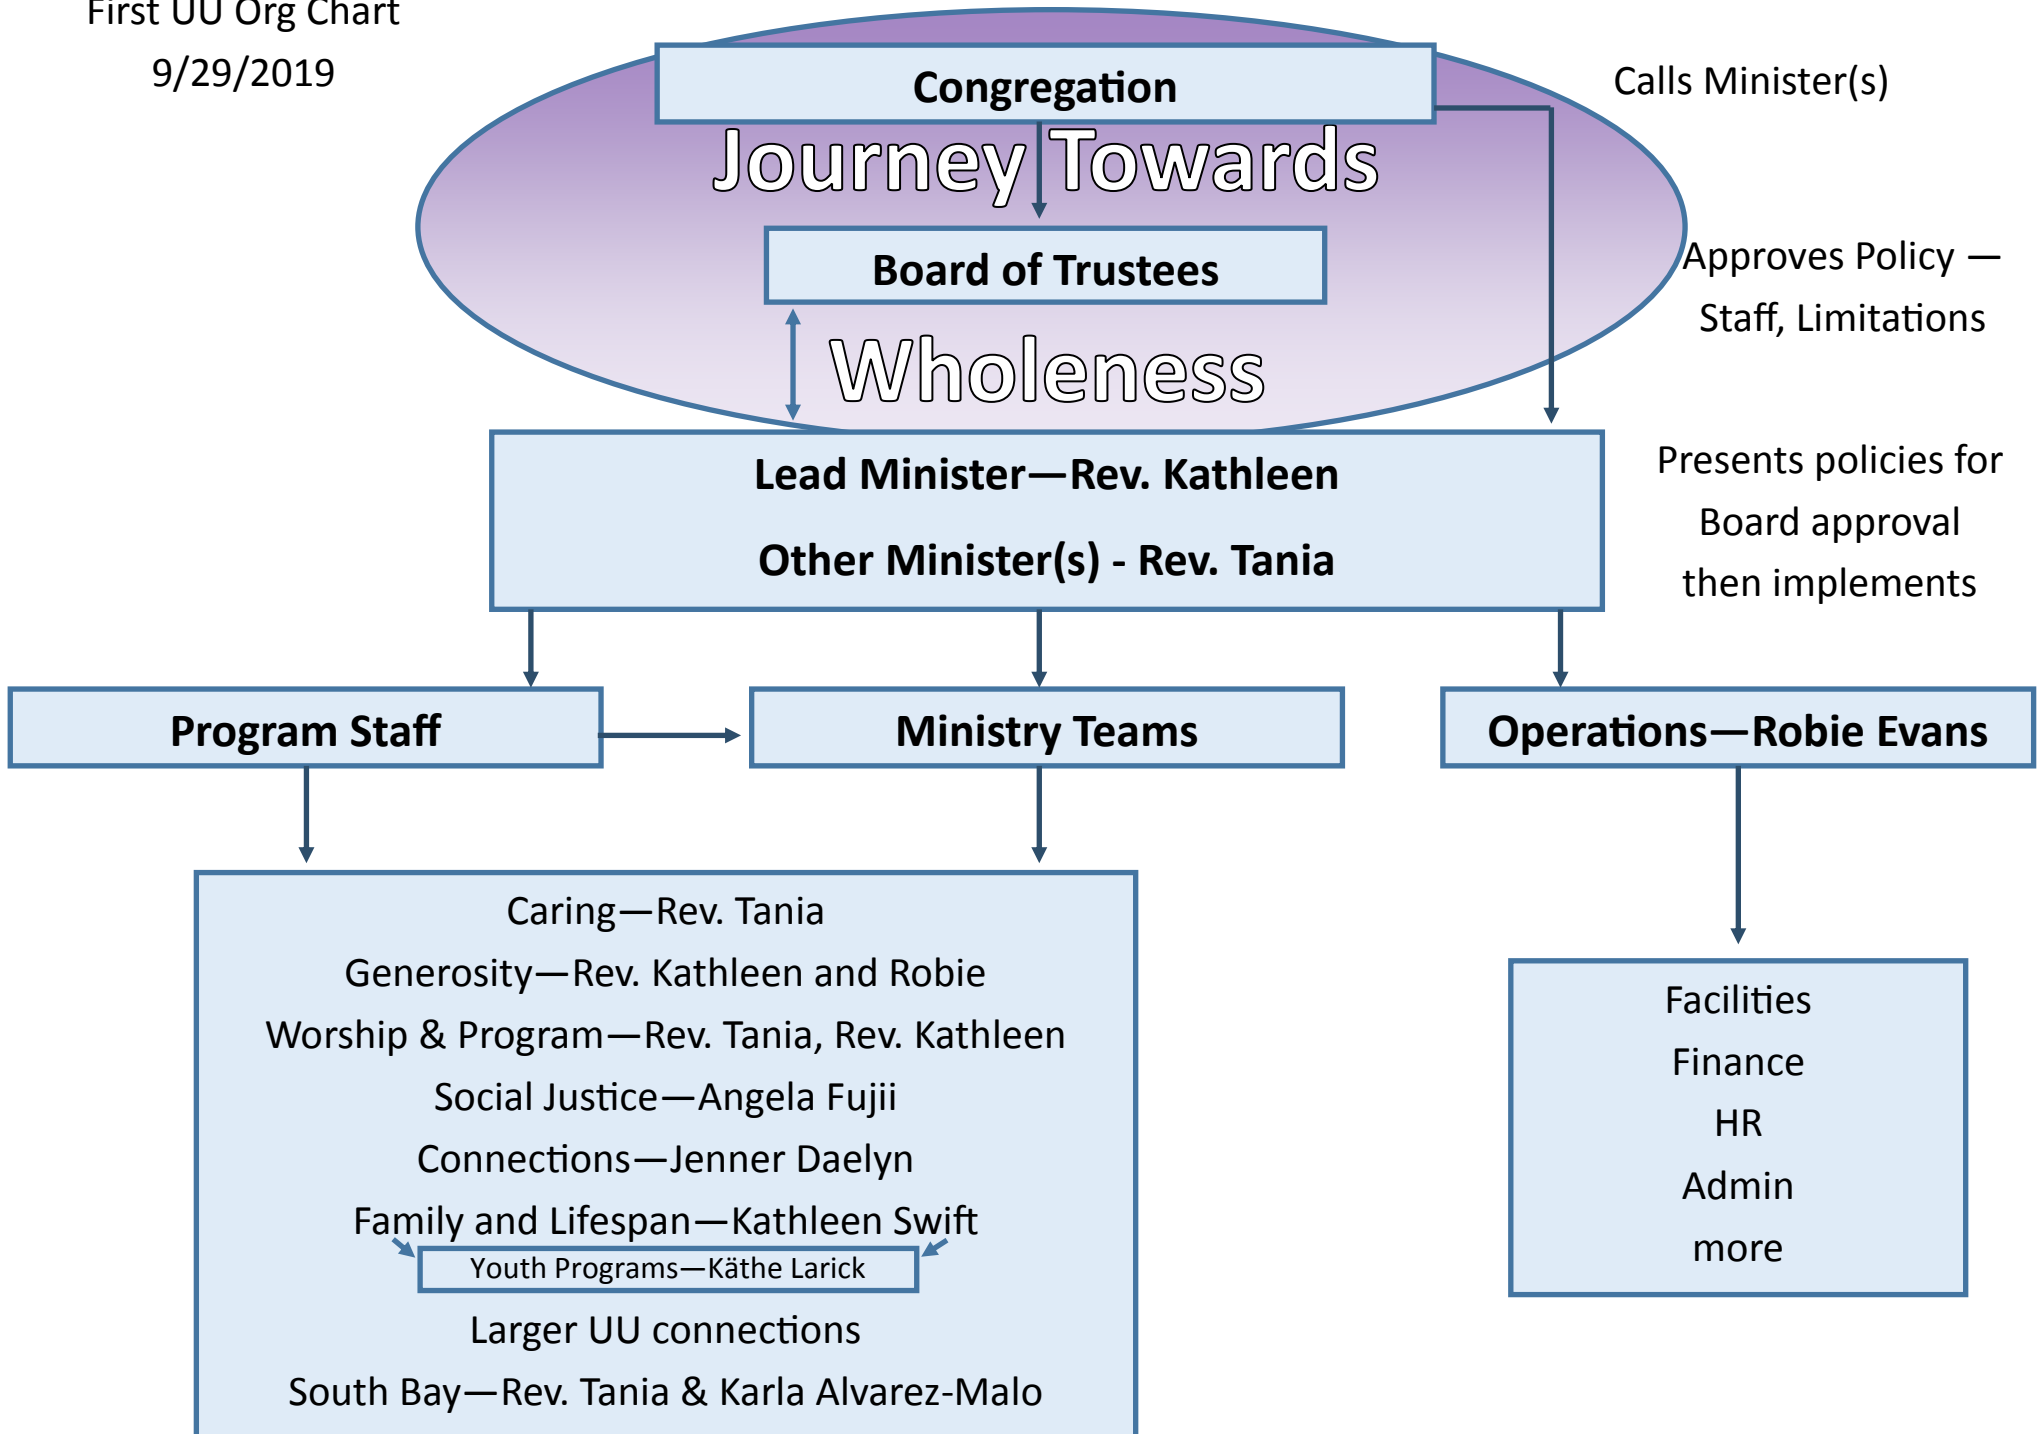 First UU Org Chart
9/29/2019
Congregation
Calls Minister(s)
Journey Towards
Board of Trustees
Approves Policy —
Staff, Limitations
Wholeness
Lead Minister—Rev. Kathleen
Other Minister(s) - Rev. Tania
Presents policies for
Board approval
then implements
Program Staff
Ministry Teams
Operations—Robie Evans
Caring—Rev. Tania
Generosity—Rev. Kathleen and Robie
Worship & Program—Rev. Tania, Rev. Kathleen
Social Justice—Angela Fujii
Connections—Jenner Daelyn
Family and Lifespan—Kathleen Swift
Youth Programs—Käthe Larick
Larger UU connections
South Bay—Rev. Tania & Karla Alvarez-Malo
Facilities
Finance
HR
Admin
more